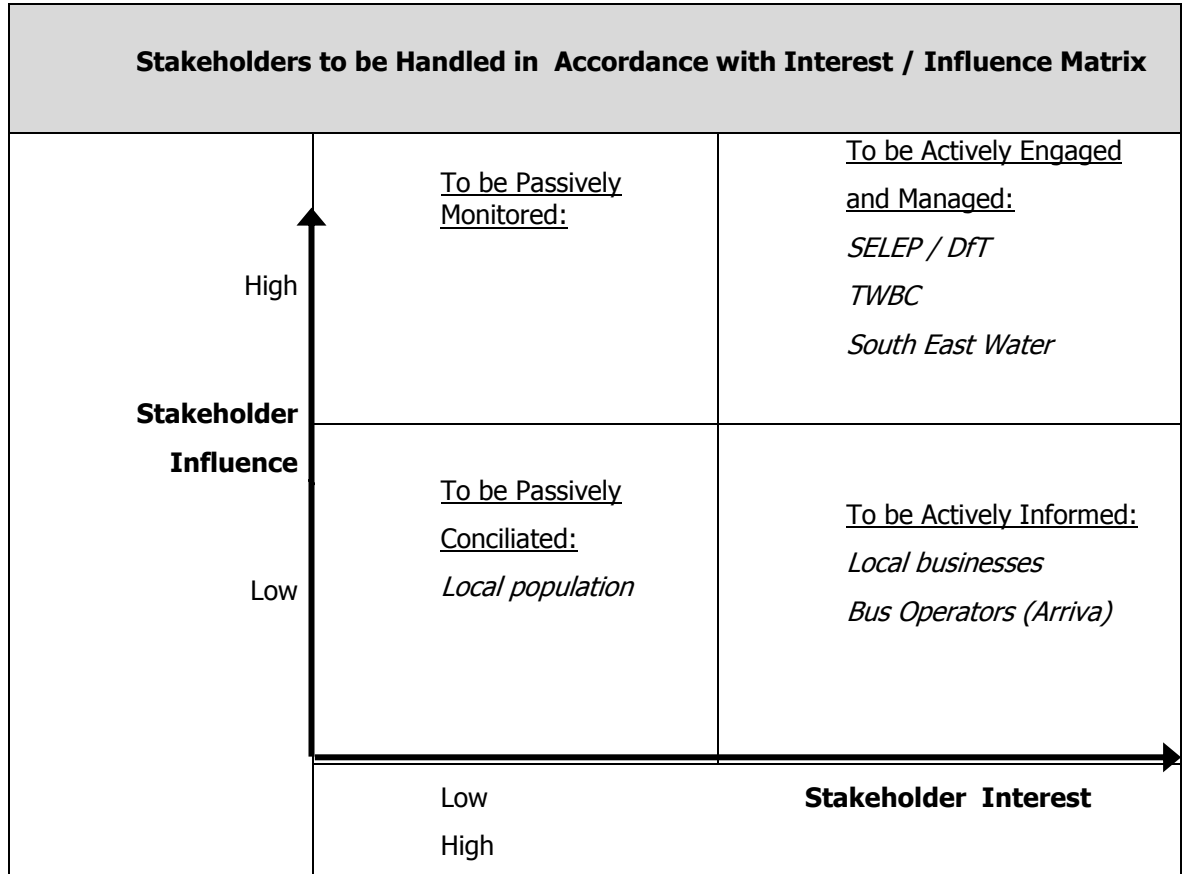 Stakeholders to be Handled in Accordance with Interest / Influence Matrix
To be Passively
Monitored:
To be Actively Engaged
and Managed:
SELEP / DfT
TWBC
South East Water
High
Stakeholder
Influence
Low
To be Passively
Conciliated:
Local population
To be Actively Informed:
Local businesses
Bus Operators (Arriva)
Low
High
Stakeholder Interest